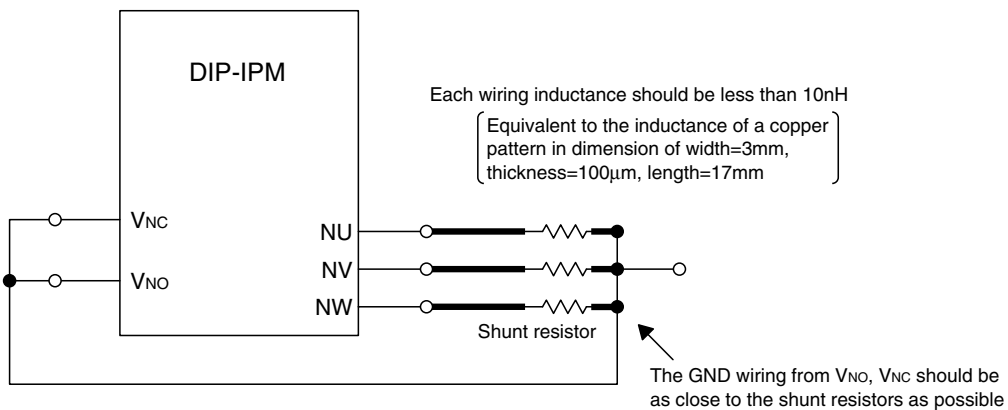 DIP-IPM
Each wiring inductance should be less than 10nH
Equivalent to the inductance of a copper
pattern in dimension of width=3mm,
thickness=100μm, length=17mm
VNC
NU
NV
VNO
NW
Shunt resistor
The GND wiring from VNO, VNC should be
as close to the shunt resistors as possible